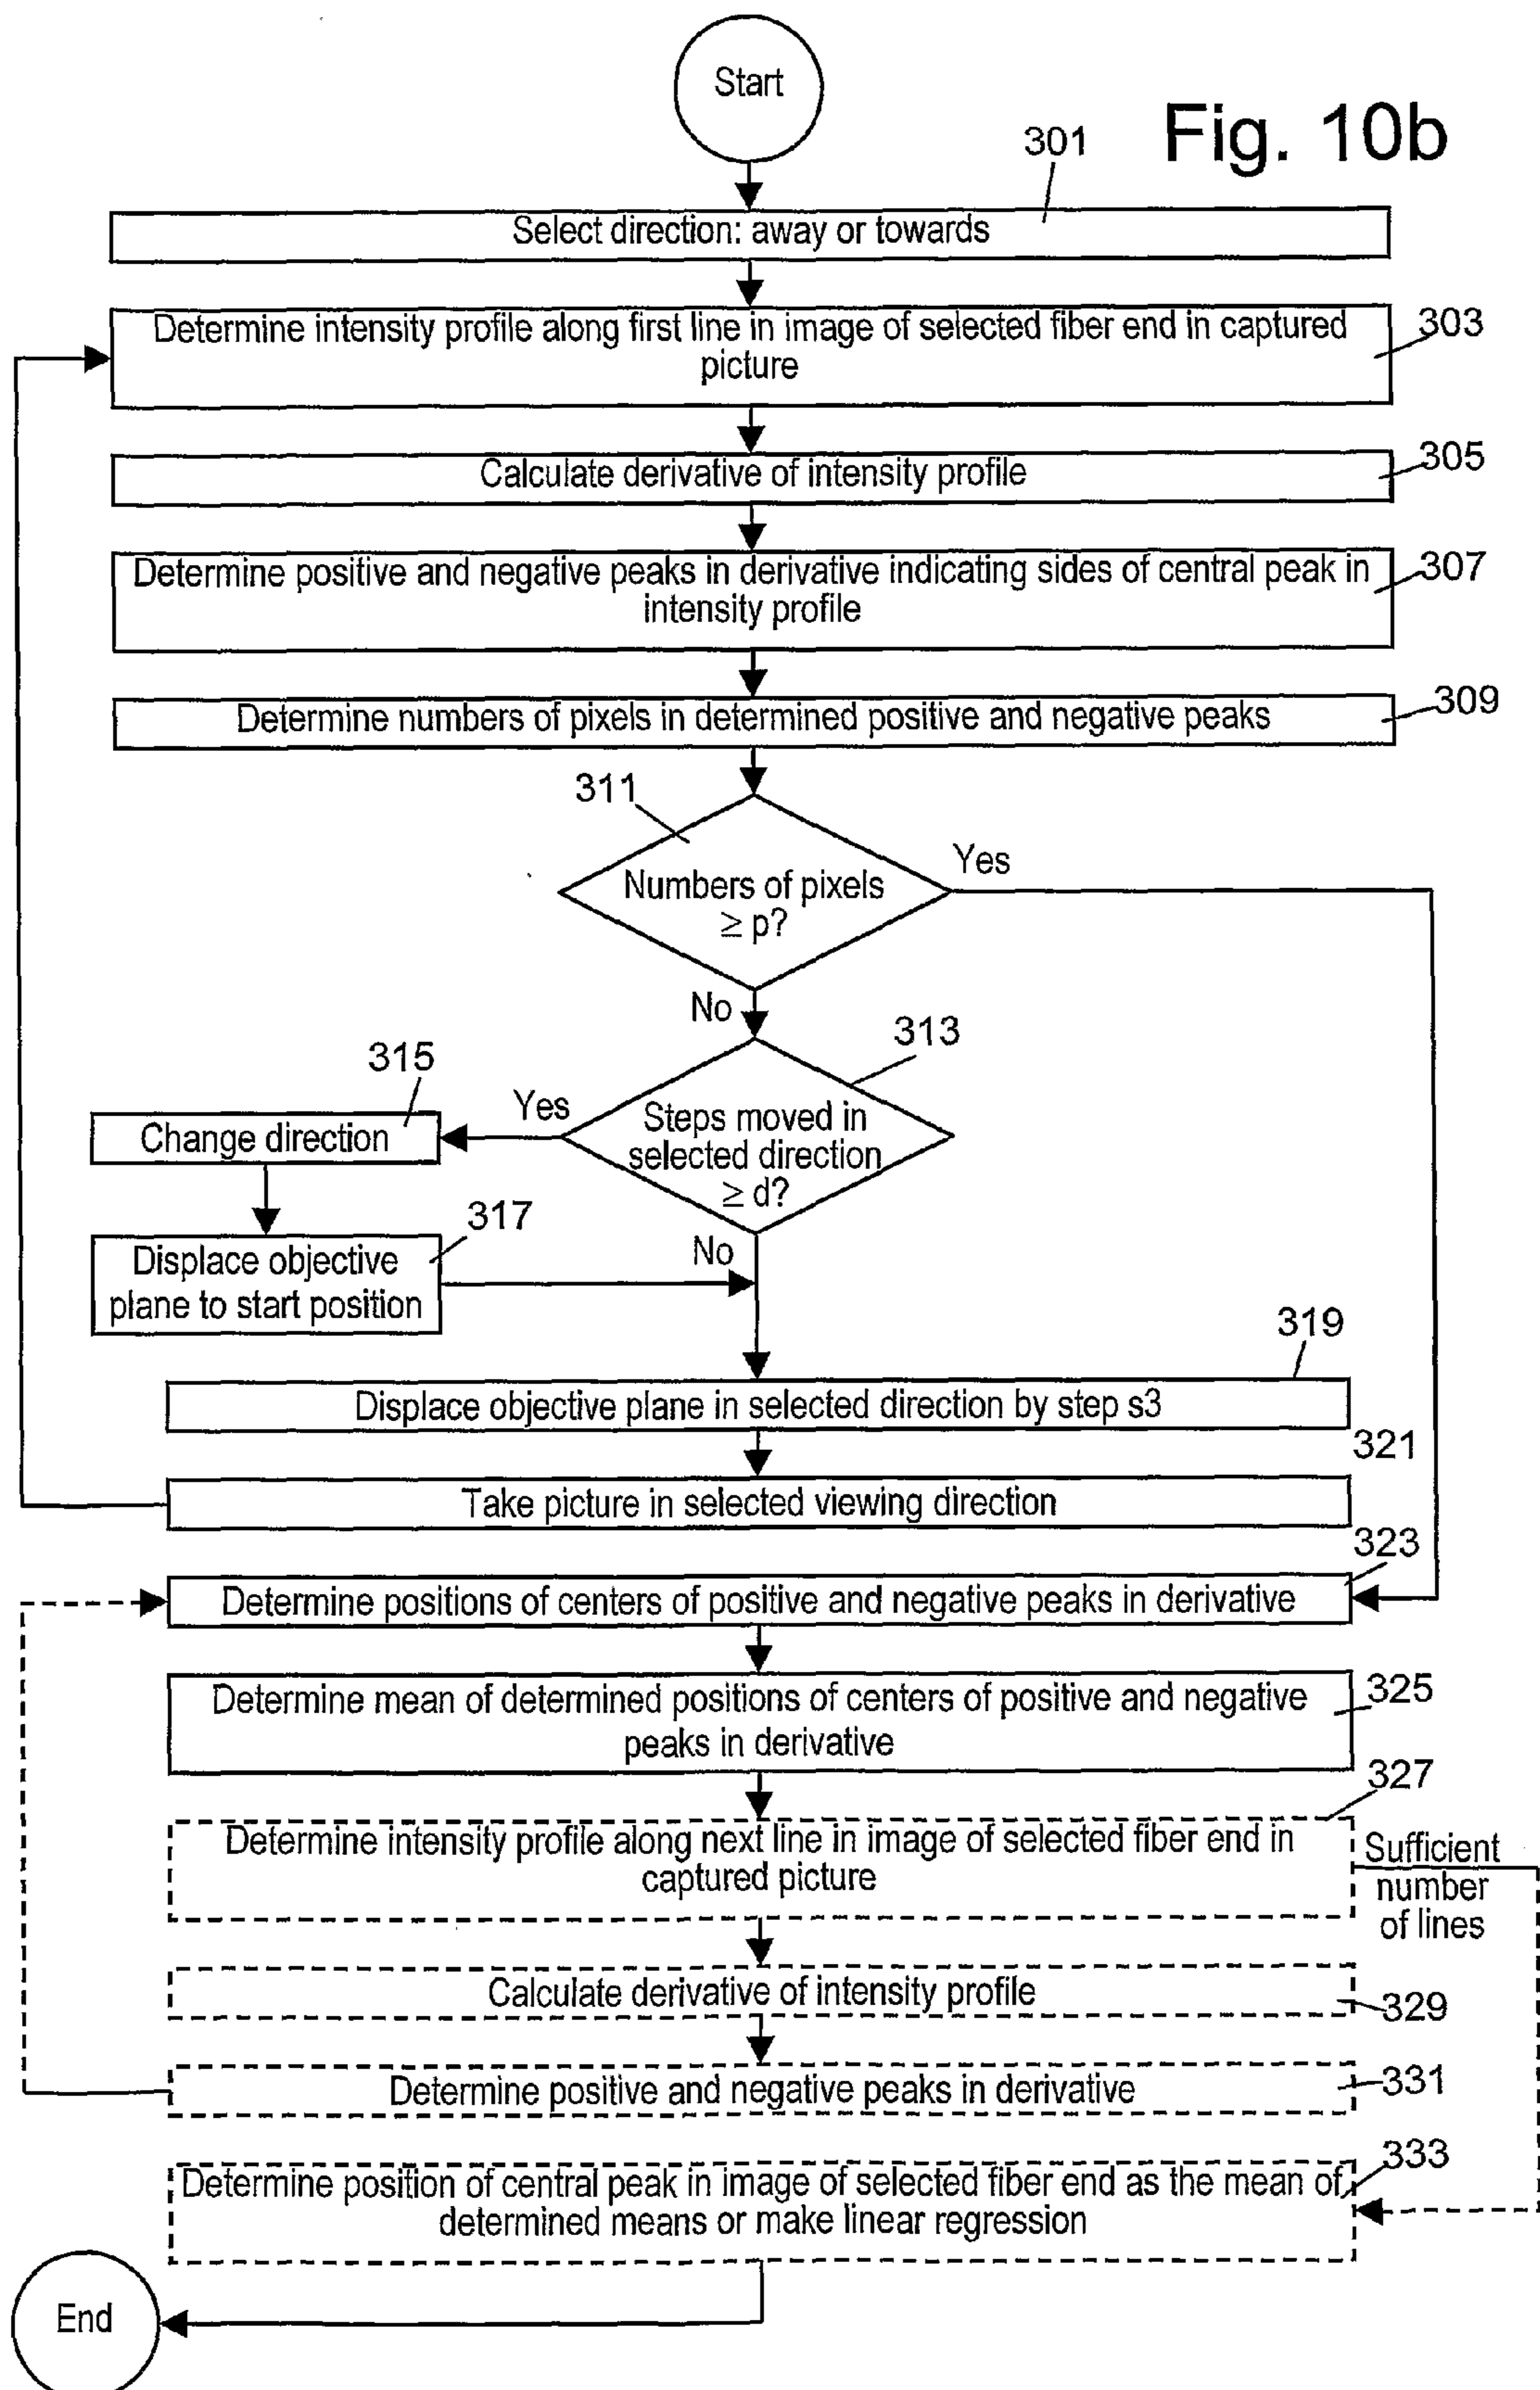 Start
Fig. 10b
301
Select direction: away or towards
Determine intensity profile along first line in image of selected fiber end in captured
picture
303
Calculate derivative of intensity profile
305
Determine positive and negative peaks in derivative indicating sides of central peak in
intensity profile
307
Determine numbers of pixels in determined positive and negative peaks
309
311
Numbers of pixels
≥ p?
Yes
No
313
Steps moved in
selected direction
≥ d?
Yes
315
Change direction
317
Displace objective
plane to start position
No
319
Displace objective plane in selected direction by step s3
321
Take picture in selected viewing direction
323
Determine positions of centers of positive and negative peaks in derivative
Determine mean of determined positions of centers of positive and negative
peaks in derivative
325
327
Determine intensity profile along next line in image of selected fiber end in
captured picture
Sufficient
number
of lines
Calculate derivative of intensity profile
329
Determine positive and negative peaks in derivative
331
333
Determine position of central peak in image of selected fiber end as the mean of
determined means or make linear regression
End